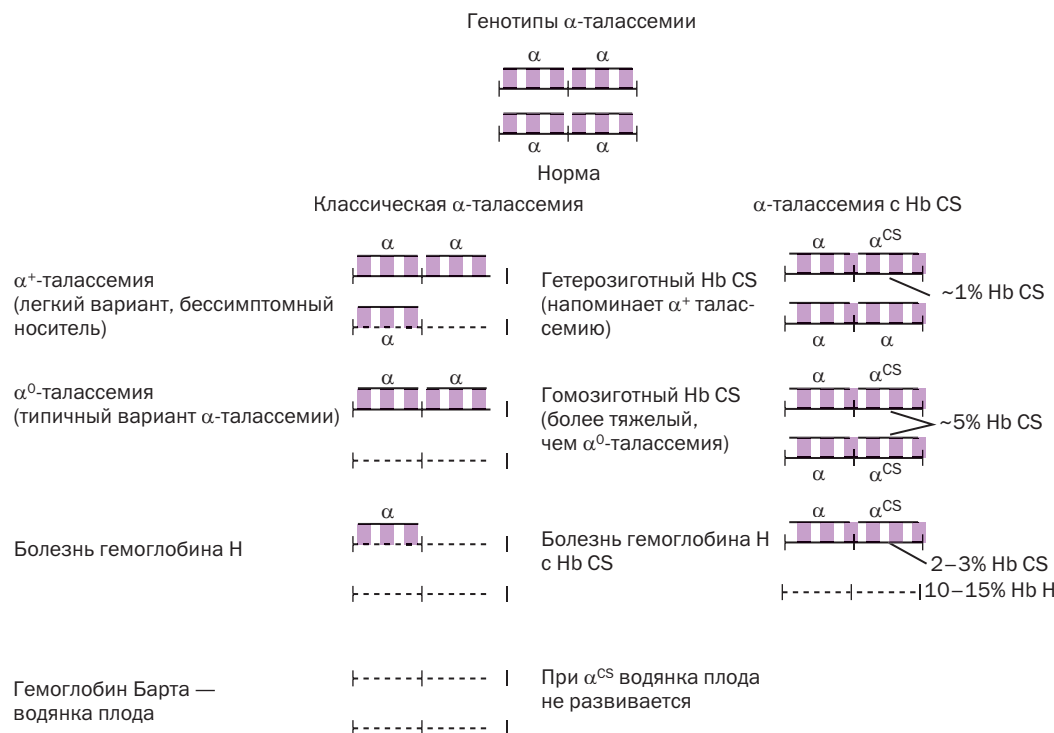 Генотипы α-талассемии
α α
α α
Норма
Классическая α-талассемия
α-талассемия с Hb CS
α⁺-талассемия
(легкий вариант, бессимптомный
носитель)
α α
α
Гетерозиготный Hb CS
(напоминает α⁺ талас-
семию)
α α^CS
~1% Hb CS
α α
α⁰-талассемия
(типичный вариант α-талассемии)
α α
Гомозиготный Hb CS
(более тяжелый,
чем α⁰-талассемия)
α α^CS
~5% Hb CS
α α^CS
Болезнь гемоглобина H
α
Болезнь гемоглобина H
с Hb CS
α α^CS
2–3% Hb CS
10–15% Hb H
Гемоглобин Барта —
водянка плода
При α^CS водянка плода
не развивается